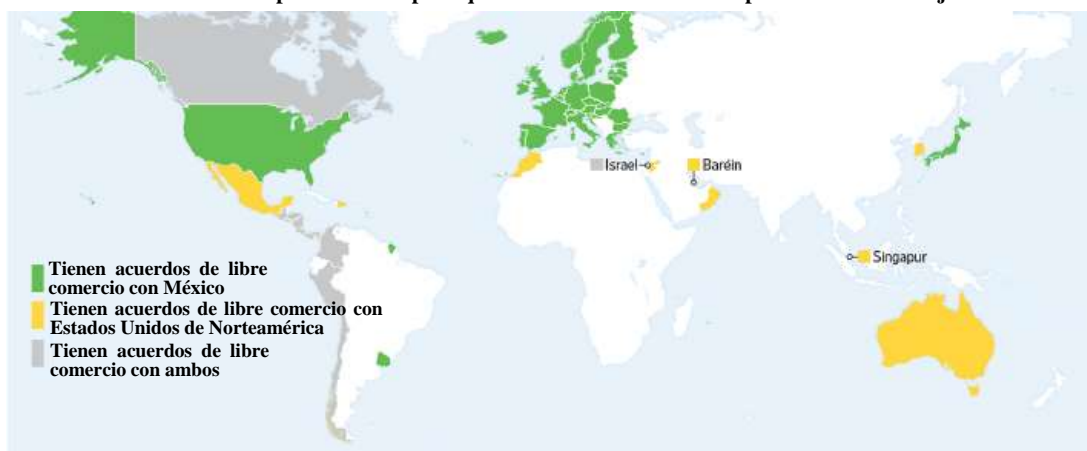 Israel
Baréin
Singapur
Tienen acuerdos de libre
comercio con México
Tienen acuerdos de libre comercio con
Estados Unidos de Norteamérica
Tienen acuerdos de libre
comercio con ambos